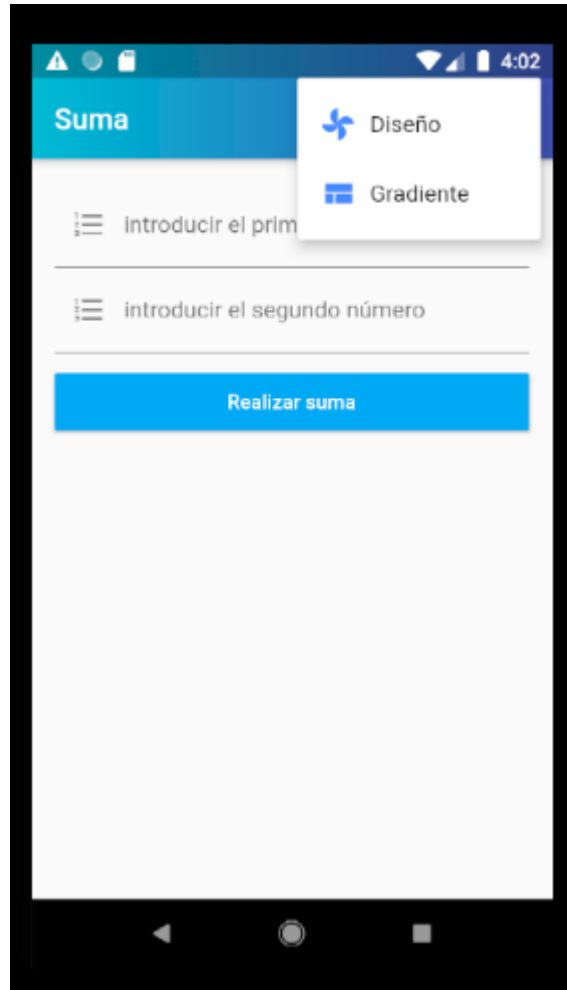 4:02
Suma
Diseño
Gradiente
introducir el prim
introducir el segundo número
Realizar suma